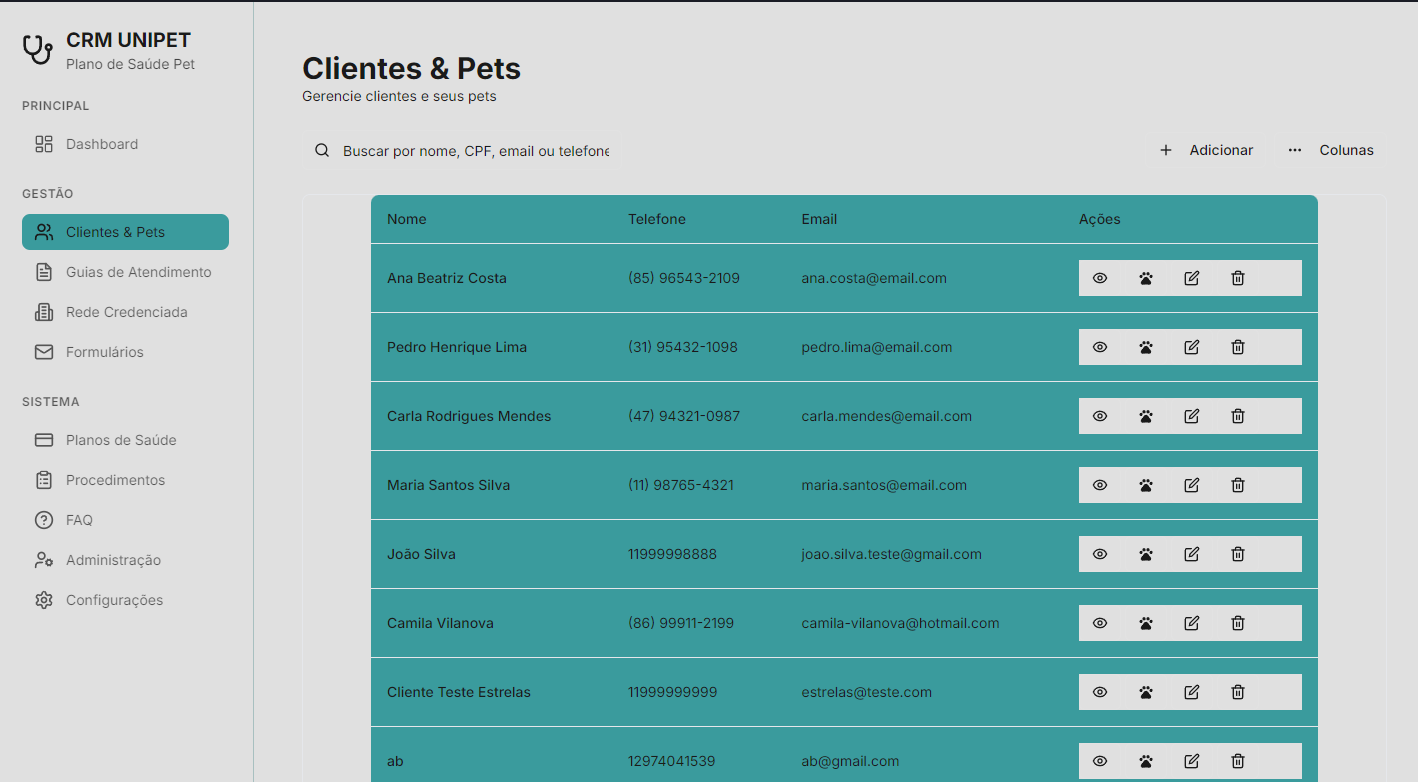 CRM UNIPET
Plano de Saúde Pet
PRINCIPAL
Dashboard
GESTÃO
Clientes & Pets
Guias de Atendimento
Rede Credenciada
Formulários
SISTEMA
Planos de Saúde
Procedimentos
FAQ
Administração
Configurações
Clientes & Pets
Gerencie clientes e seus pets
Buscar por nome, CPF, email ou telefone
Adicionar
Colunas
Nome Telefone Email Ações
Ana Beatriz Costa (85) 96543-2109 ana.costa@email.com
Pedro Henrique Lima (31) 95432-1098 pedro.lima@email.com
Carla Rodrigues Mendes (47) 94321-0987 carla.mendes@email.com
Maria Santos Silva (11) 98765-4321 maria.santos@email.com
João Silva 11999998888 joao.silva.teste@gmail.com
Camila Vilanova (86) 99911-2199 camila-vilanova@hotmail.com
Cliente Teste Estrelas 11999999999 estrelas@teste.com
ab 12974041539 ab@gmail.com